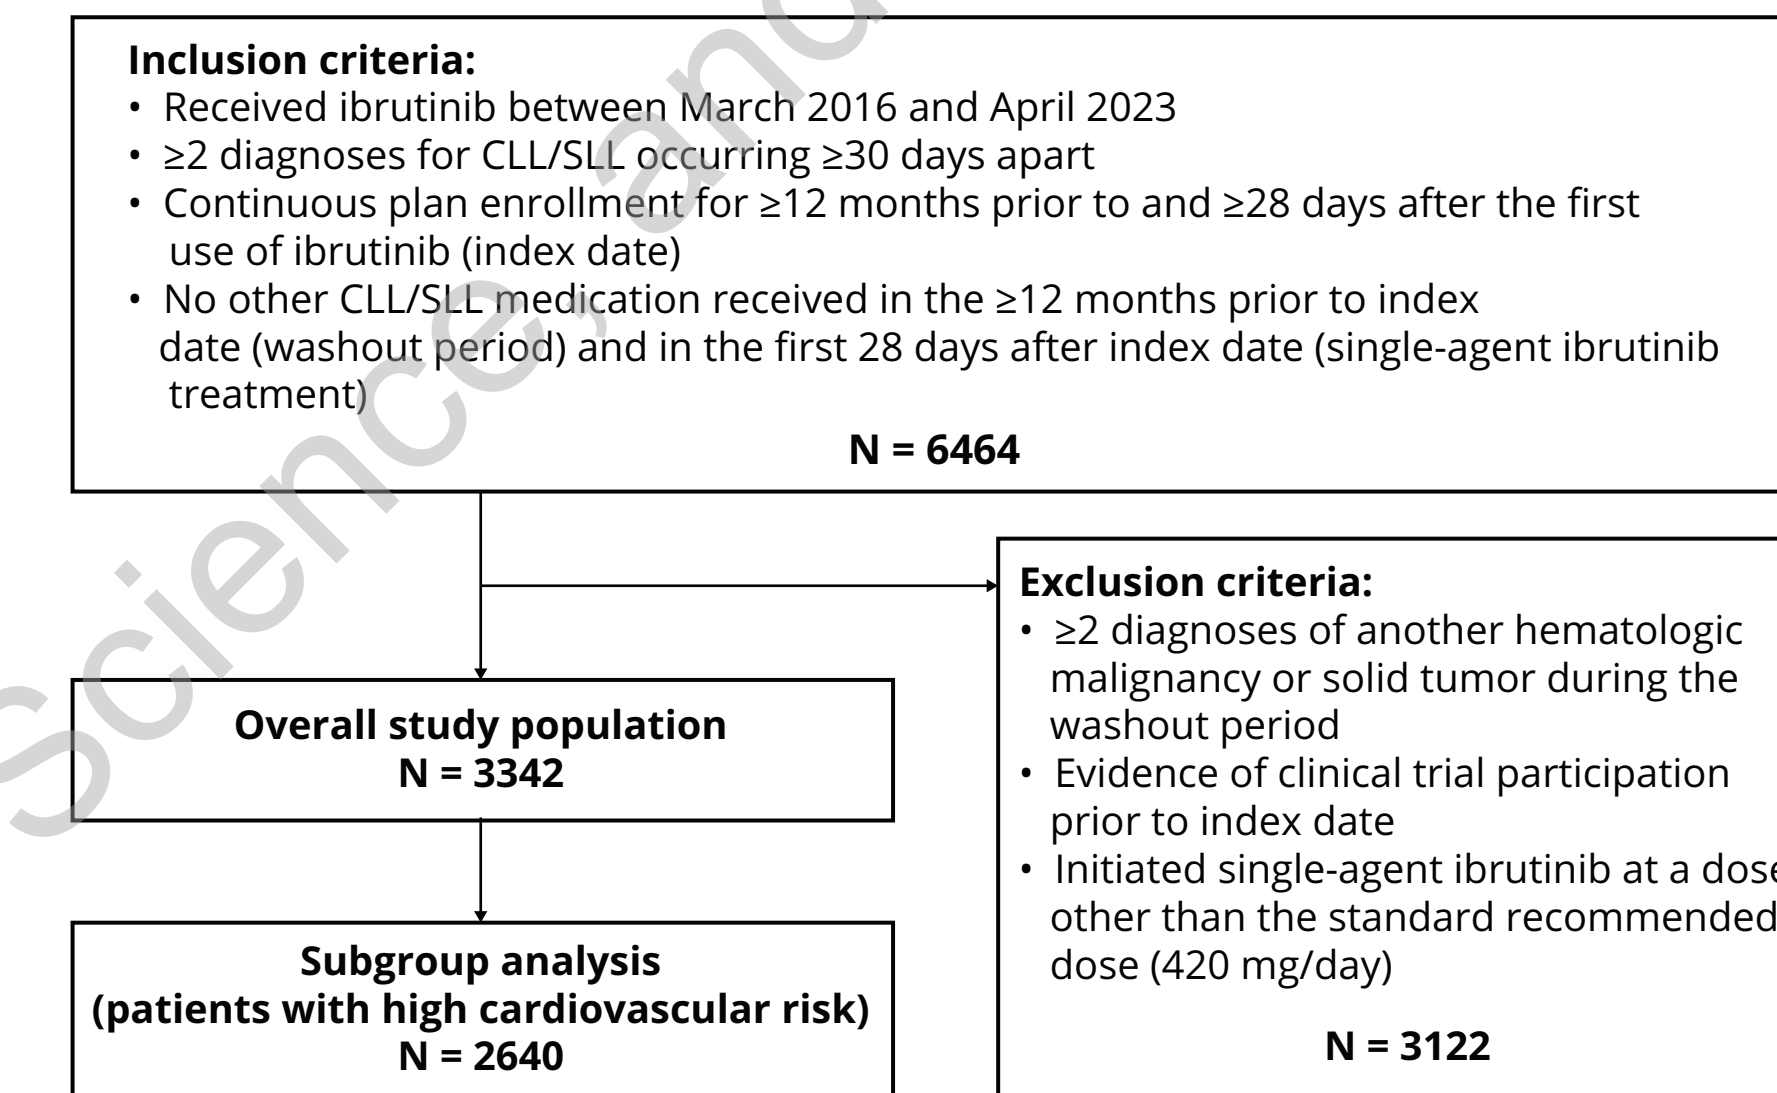 Inclusion criteria:
• Received ibrutinib between March 2016 and April 2023
• ≥2 diagnoses for CLL/SLL occurring ≥30 days apart
• Continuous plan enrollment for ≥12 months prior to and ≥28 days after the first
use of ibrutinib (index date)
• No other CLL/SLL medication received in the ≥12 months prior to index
date (washout period) and in the first 28 days after index date (single-agent ibrutinib
treatment)
N = 6464
Exclusion criteria:
• ≥2 diagnoses of another hematologic
malignancy or solid tumor during the
washout period
• Evidence of clinical trial participation
prior to index date
• Initiated single-agent ibrutinib at a dose
other than the standard recommended
dose (420 mg/day)
N = 3122
Overall study population
N = 3342
Subgroup analysis
(patients with high cardiovascular risk)
N = 2640
Science, and